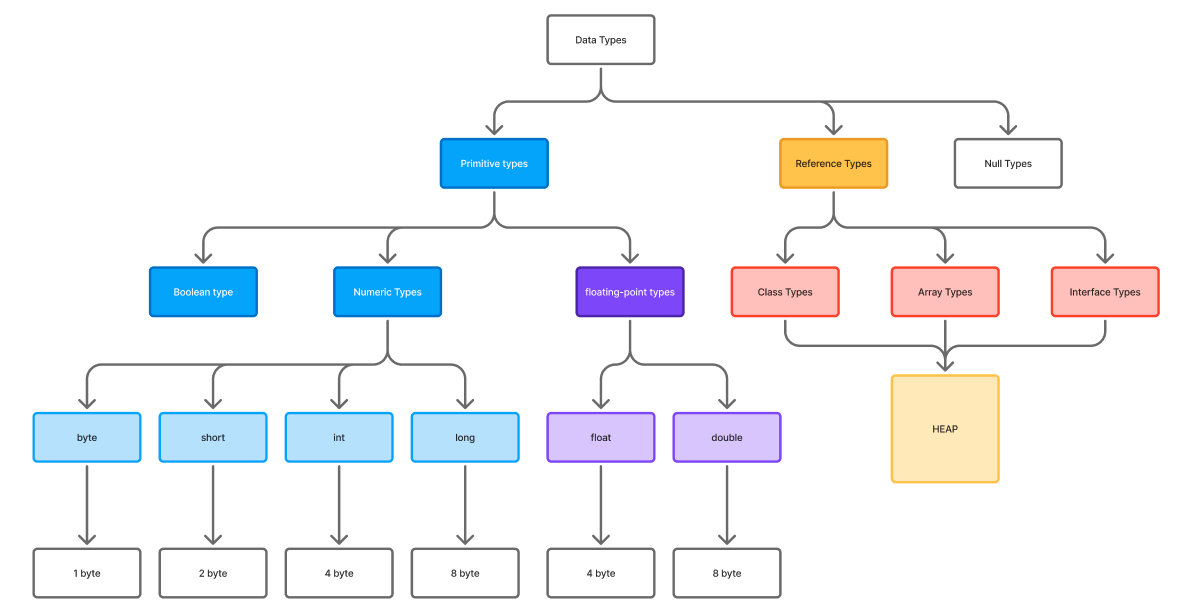 Data Types
Primitive types
Reference Types
Null Types
Boolean type
Numeric Types
floating-point types
Class Types
Array Types
Interface Types
byte
short
int
long
float
double
HEAP
1 byte
2 byte
4 byte
8 byte
4 byte
8 byte